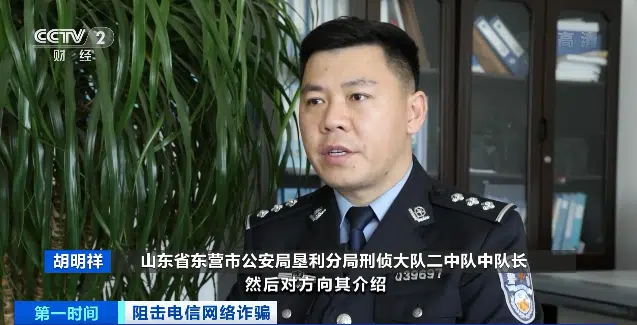 CCTV 2
财经
高清
胡明祥
山东省东营市公安局垦利分局刑侦大队二中队中队长
039697
然后对方向其介绍
第一时间
阻击电信网络诈骗